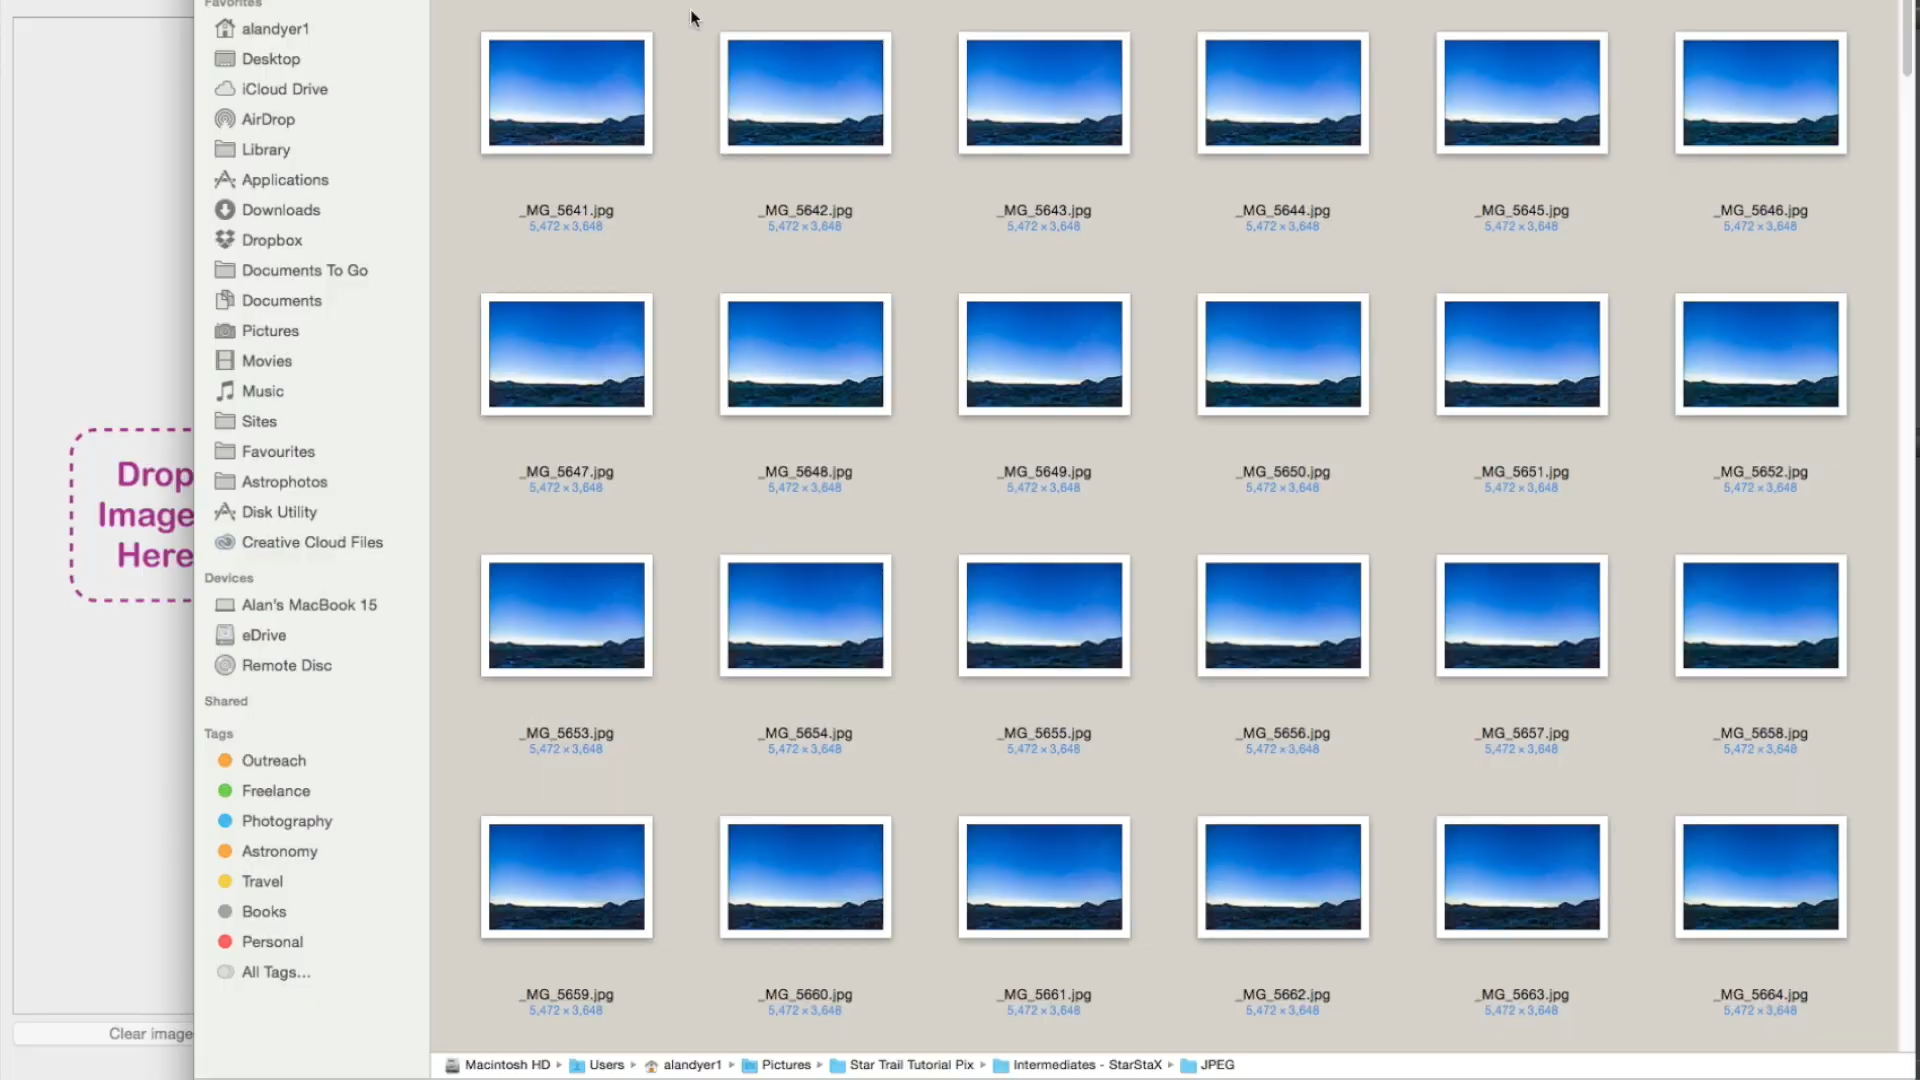 Favorites
alandyer1
Desktop
iCloud Drive
AirDrop
Library
Applications
Downloads
Dropbox
Documents To Go
Documents
Pictures
Movies
Music
Sites
Favourites
Astrophotos
Disk Utility
Creative Cloud Files
Devices
Alan's MacBook 15
eDrive
Remote Disc
Shared
Tags
Outreach
Freelance
Photography
Astronomy
Travel
Books
Personal
All Tags...
Drop
Image
Here
Clear image
_MG_5641.jpg _MG_5642.jpg _MG_5643.jpg _MG_5644.jpg _MG_5645.jpg _MG_5646.jpg
5,472 × 3,648 5,472 × 3,648 5,472 × 3,648 5,472 × 3,648 5,472 × 3,648 5,472 × 3,648
_MG_5647.jpg _MG_5648.jpg _MG_5649.jpg _MG_5650.jpg _MG_5651.jpg _MG_5652.jpg
5,472 × 3,648 5,472 × 3,648 5,472 × 3,648 5,472 × 3,648 5,472 × 3,648 5,472 × 3,648
_MG_5653.jpg _MG_5654.jpg _MG_5655.jpg _MG_5656.jpg _MG_5657.jpg _MG_5658.jpg
5,472 × 3,648 5,472 × 3,648 5,472 × 3,648 5,472 × 3,648 5,472 × 3,648 5,472 × 3,648
_MG_5659.jpg _MG_5660.jpg _MG_5661.jpg _MG_5662.jpg _MG_5663.jpg _MG_5664.jpg
5,472 × 3,648 5,472 × 3,648 5,472 × 3,648 5,472 × 3,648 5,472 × 3,648 5,472 × 3,648
Macintosh HD ▸ Users ▸ alandyer1 ▸ Pictures ▸ Star Trail Tutorial Pix ▸ Intermediates - StarStaX ▸ JPEG